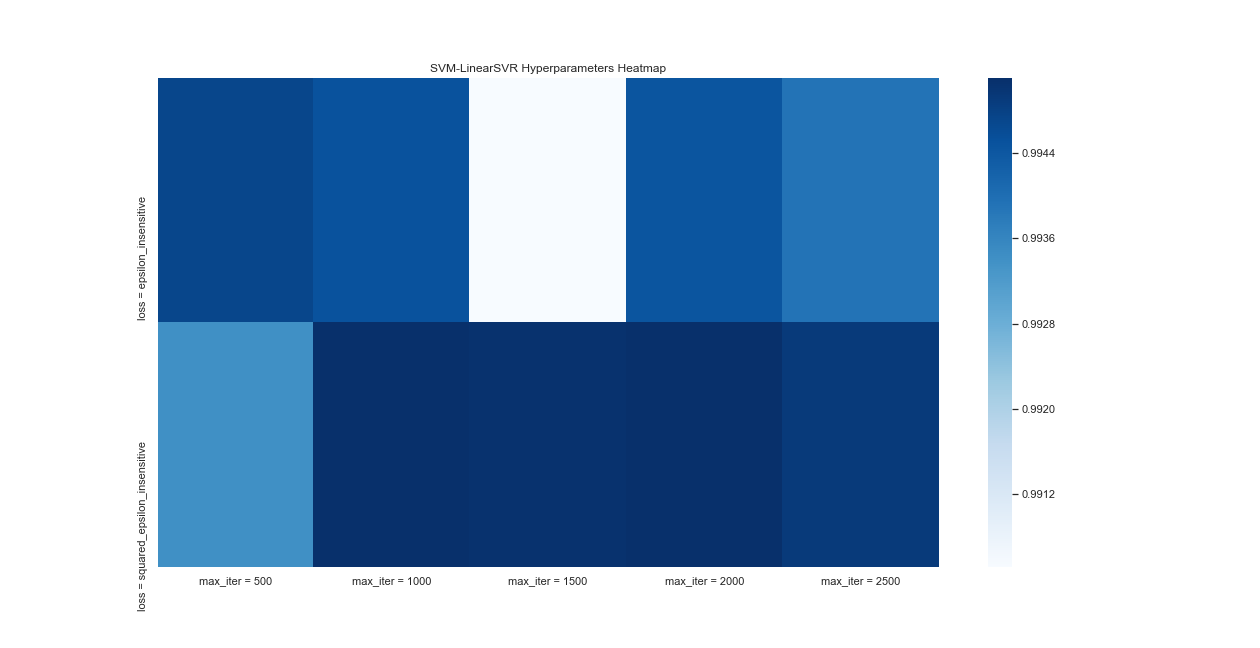 SVM-LinearSVR Hyperparameters Heatmap
loss = epsilon_insensitive
loss = squared_epsilon_insensitive
max_iter = 500
max_iter = 1000
max_iter = 1500
max_iter = 2000
max_iter = 2500
0.9944
0.9936
0.9928
0.9920
0.9912